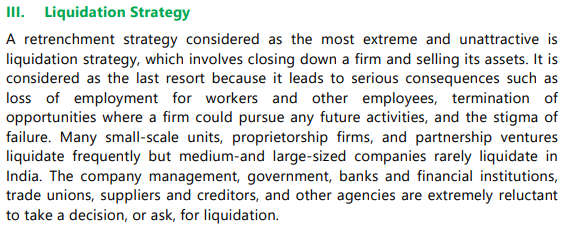 III. Liquidation Strategy
A retrenchment strategy considered as the most extreme and unattractive is
liquidation strategy, which involves closing down a firm and selling its assets. It is
considered as the last resort because it leads to serious consequences such as
loss of employment for workers and other employees, termination of
opportunities where a firm could pursue any future activities, and the stigma of
failure. Many small-scale units, proprietorship firms, and partnership ventures
liquidate frequently but medium-and large-sized companies rarely liquidate in
India. The company management, government, banks and financial institutions,
trade unions, suppliers and creditors, and other agencies are extremely reluctant
to take a decision, or ask, for liquidation.